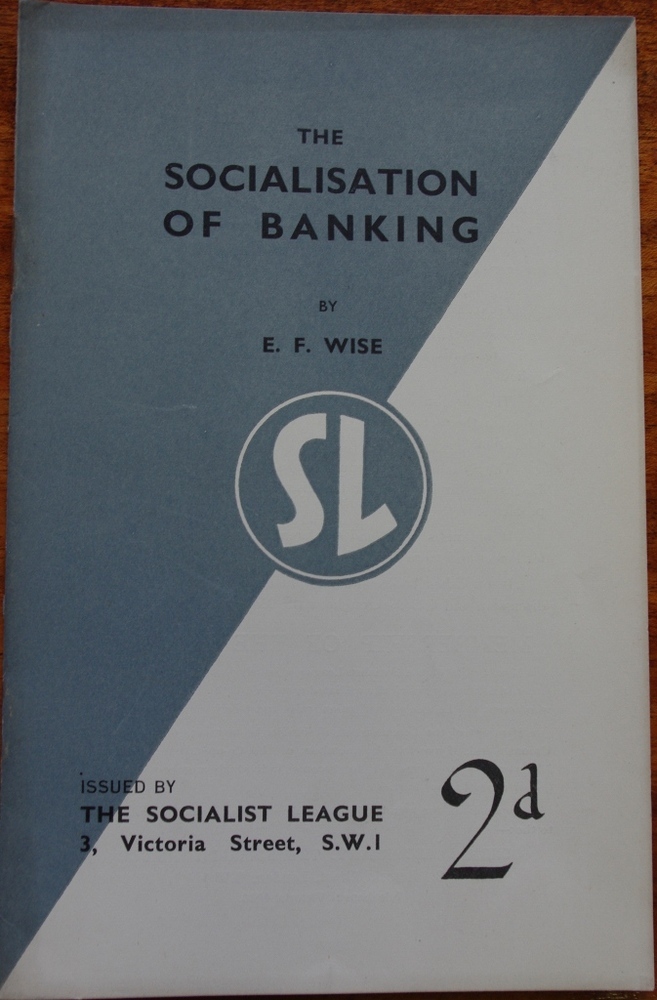 THE
SOCIALISATION
OF BANKING
BY
E. F. WISE
SL
ISSUED BY
THE SOCIALIST LEAGUE
3, Victoria Street, S.W.1
2d